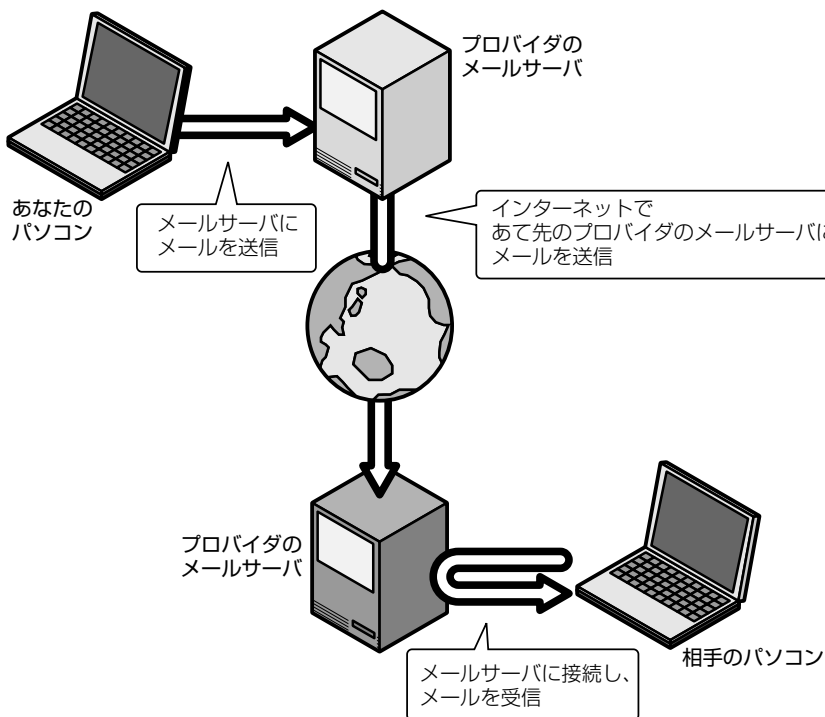 プロバイダの
メールサーバ
あなたの
パソコン
メールサーバに
メールを送信
インターネットで
あて先のプロバイダのメールサーバに
メールを送信
プロバイダの
メールサーバ
メールサーバに接続し、
メールを受信
相手のパソコン